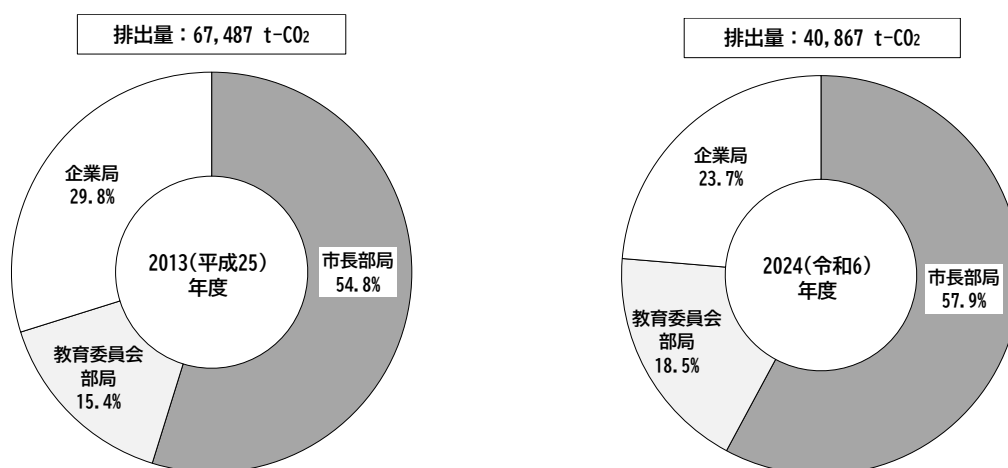 排出量：67,487 t-CO2
企業局
29.8%
2013(平成25)
年度
市長部局
54.8%
教育委員会
部局
15.4%
排出量：40,867 t-CO2
企業局
23.7%
2024(令和6)
年度
市長部局
57.9%
教育委員会
部局
18.5%